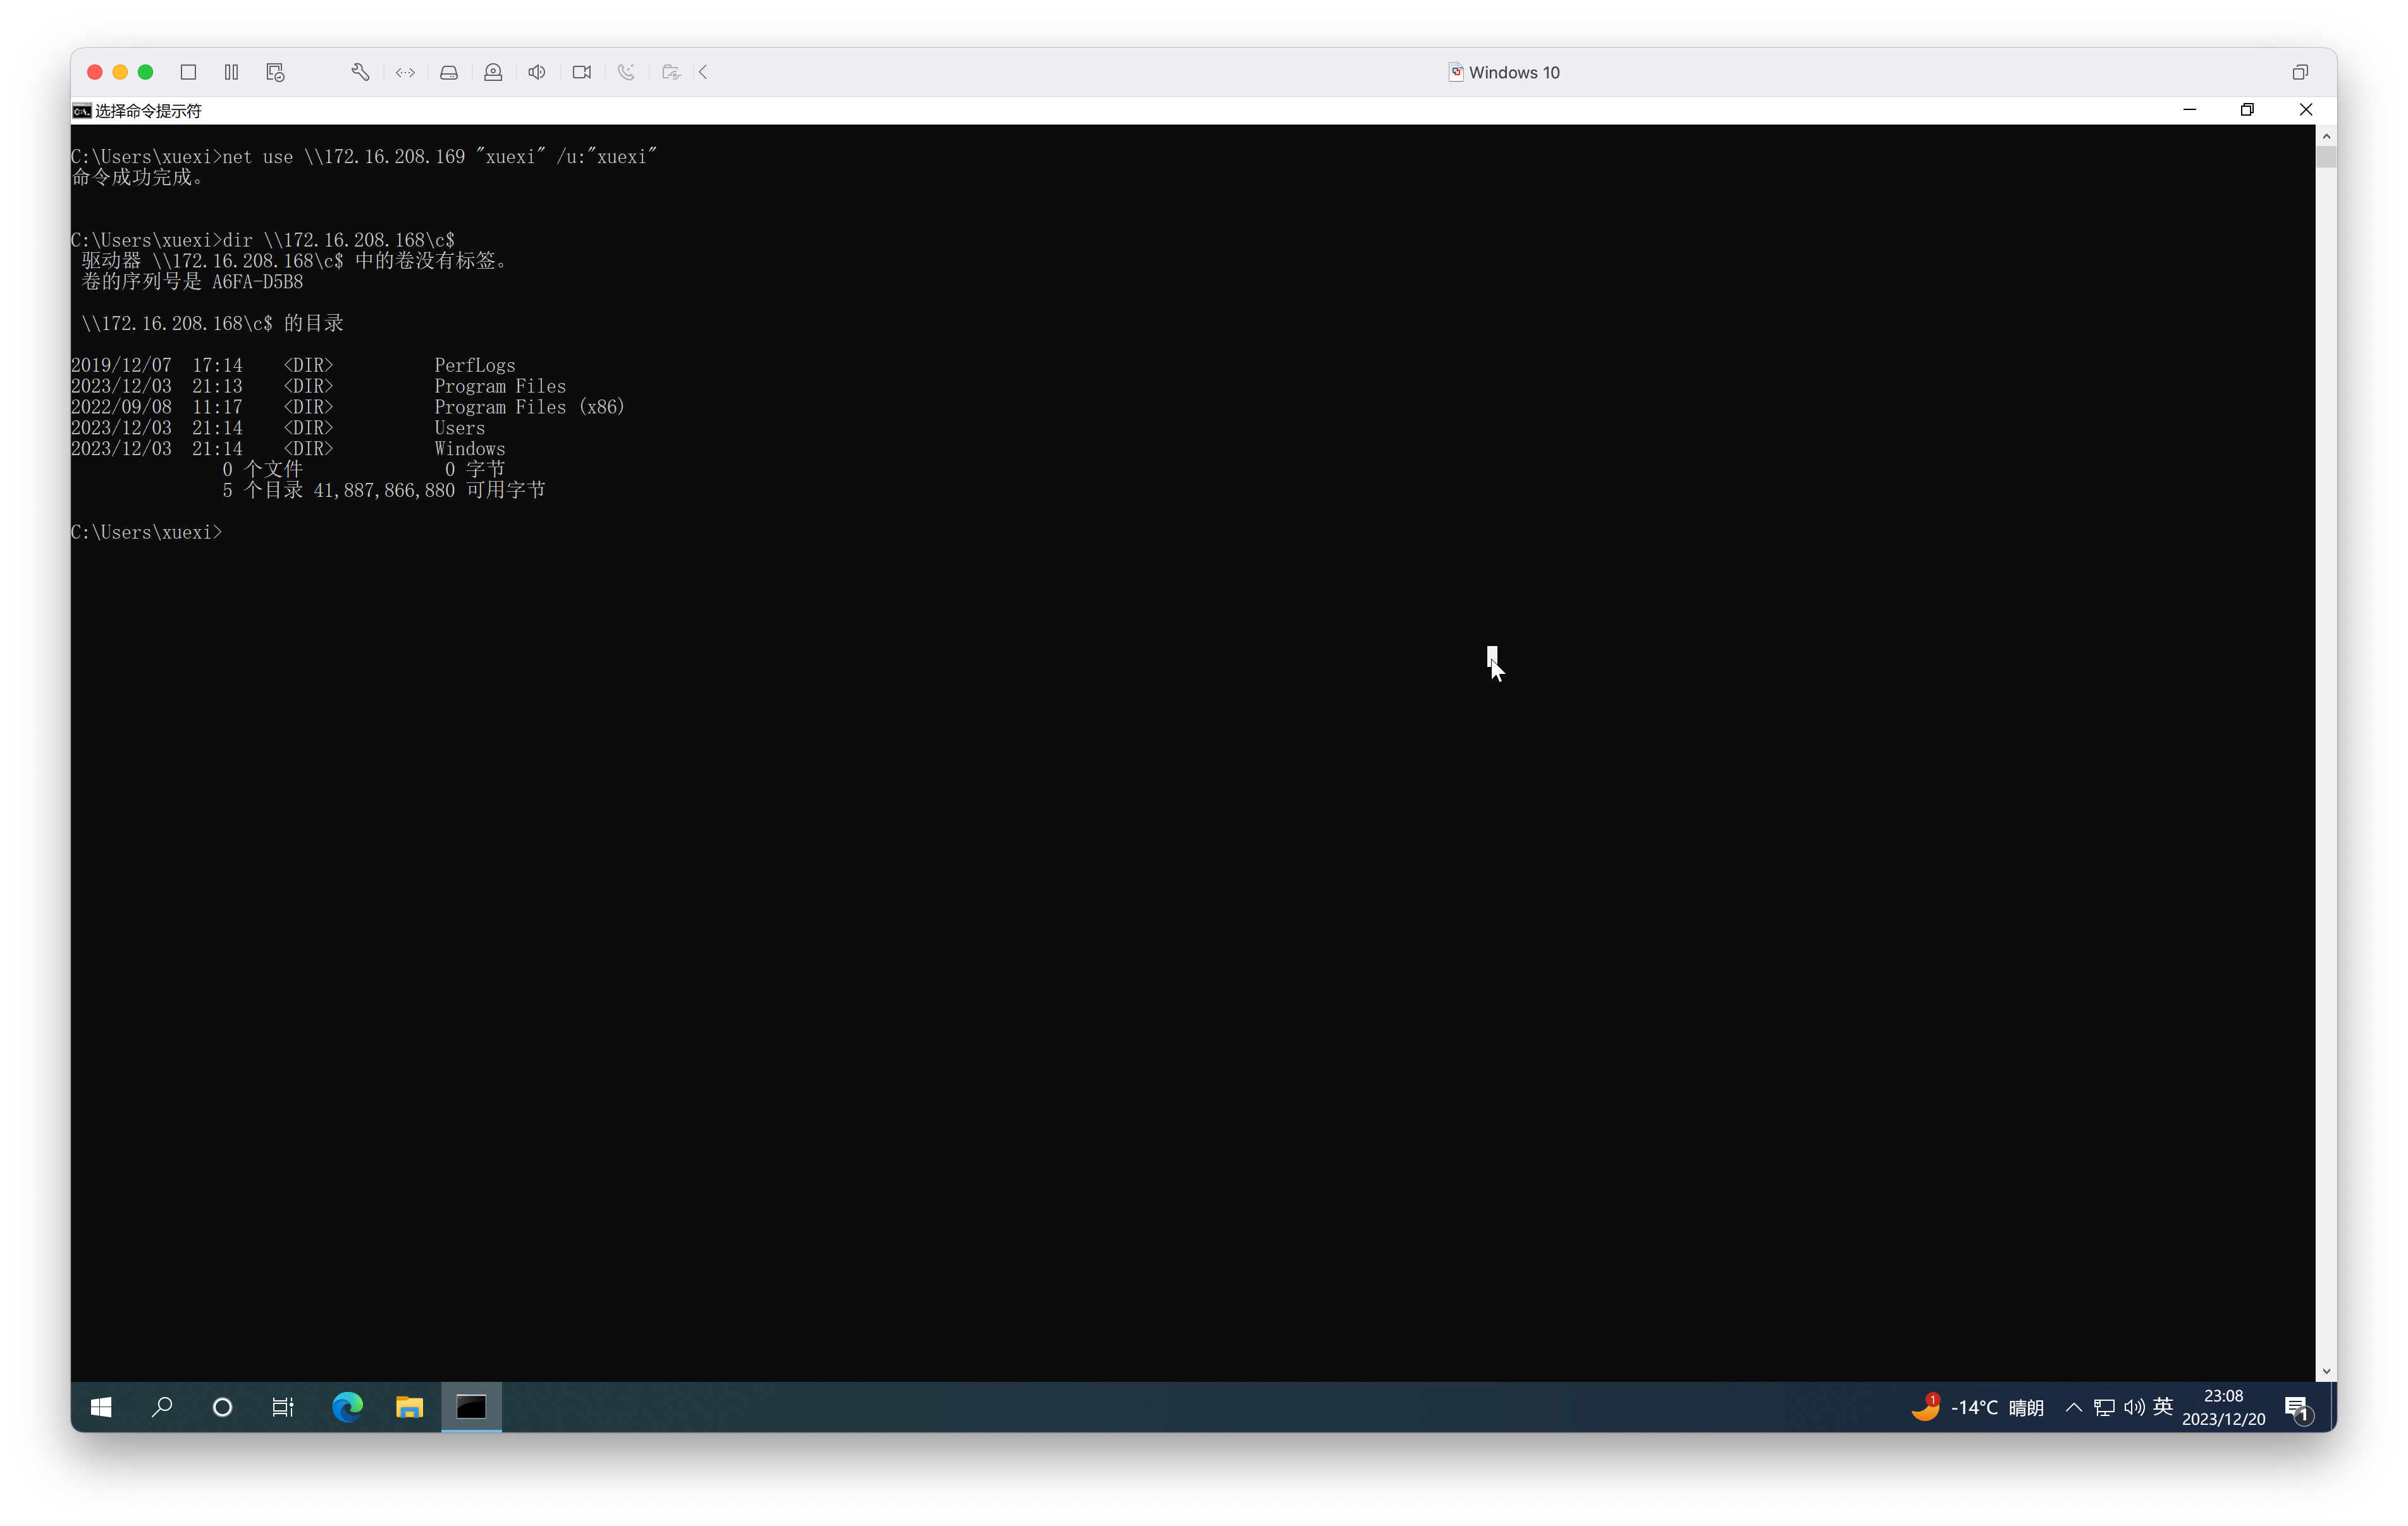 Windows 10
选择命令提示符
C:\Users\xuexi>net use \\172.16.208.169 "xuexi" /u:"xuexi"
命令成功完成。
C:\Users\xuexi>dir \\172.16.208.168\c$
驱动器 \\172.16.208.168\c$ 中的卷没有标签。
卷的序列号是 A6FA-D5B8
\\172.16.208.168\c$ 的目录
2019/12/07  17:14    <DIR>          PerfLogs
2023/12/03  21:13    <DIR>          Program Files
2022/09/08  11:17    <DIR>          Program Files (x86)
2023/12/03  21:14    <DIR>          Users
2023/12/03  21:14    <DIR>          Windows
0 个文件              0 字节
5 个目录 41,887,866,880 可用字节
C:\Users\xuexi>
1
-14°C 晴朗
英
23:08
2023/12/20
1